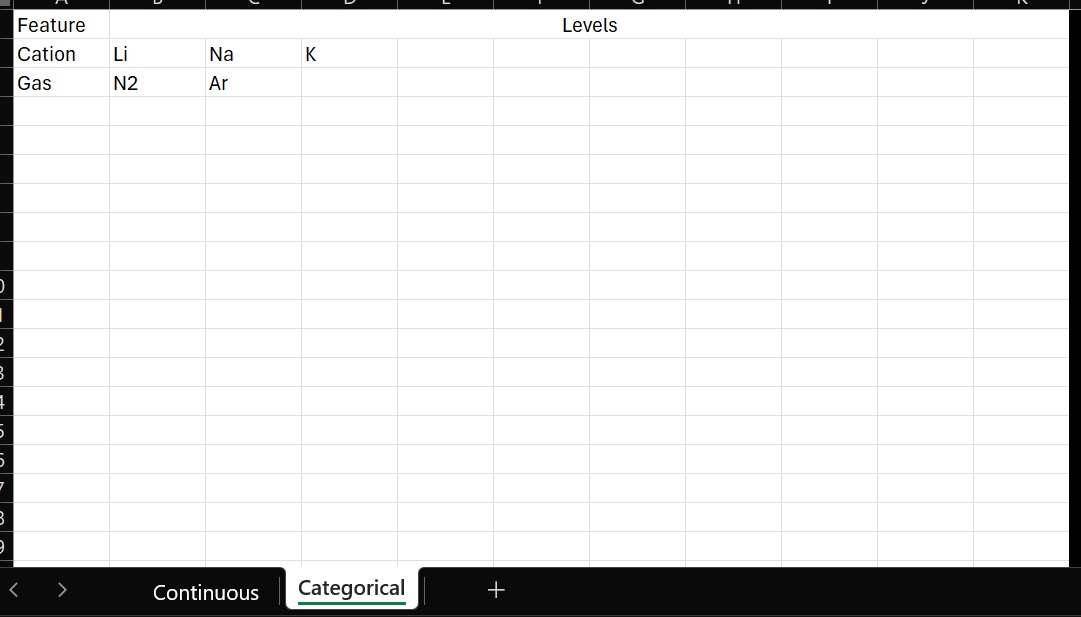 Feature Levels
Cation Li Na K
Gas N2 Ar
Continuous Categorical +